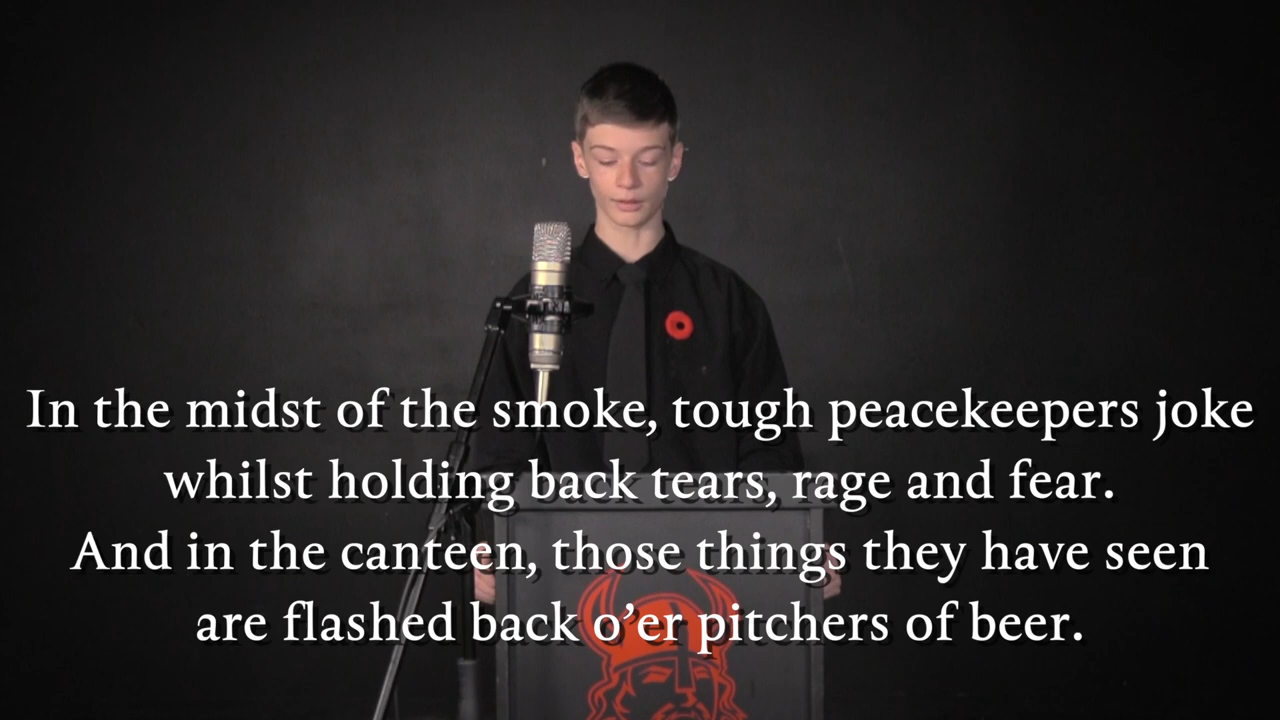 In the midst of the smoke, tough peacekeepers joke
whilst holding back tears, rage and fear.
And in the canteen, those things they have seen
are flashed back o’er pitchers of beer.